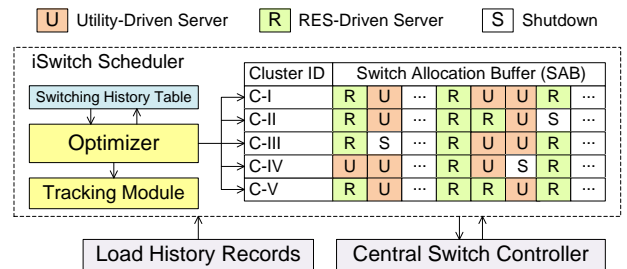 U Utility-Driven Server R RES-Driven Server S Shutdown
iSwitch Scheduler
Switching History Table
Optimizer
Tracking Module
Cluster ID Switch Allocation Buffer (SAB)
C-I R U ... R U U R ...
C-II R U ... R R U S ...
C-III R S ... R U U R ...
C-IV U U ... R U S R ...
C-V R U ... R R U R ...
Load History Records Central Switch Controller